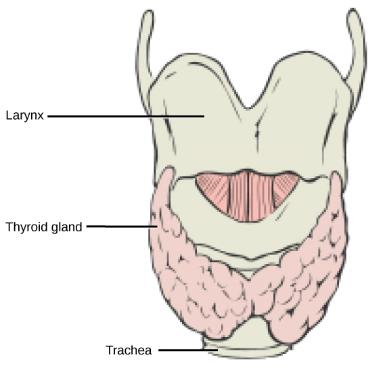 Larynx
Thyroid gland
Trachea